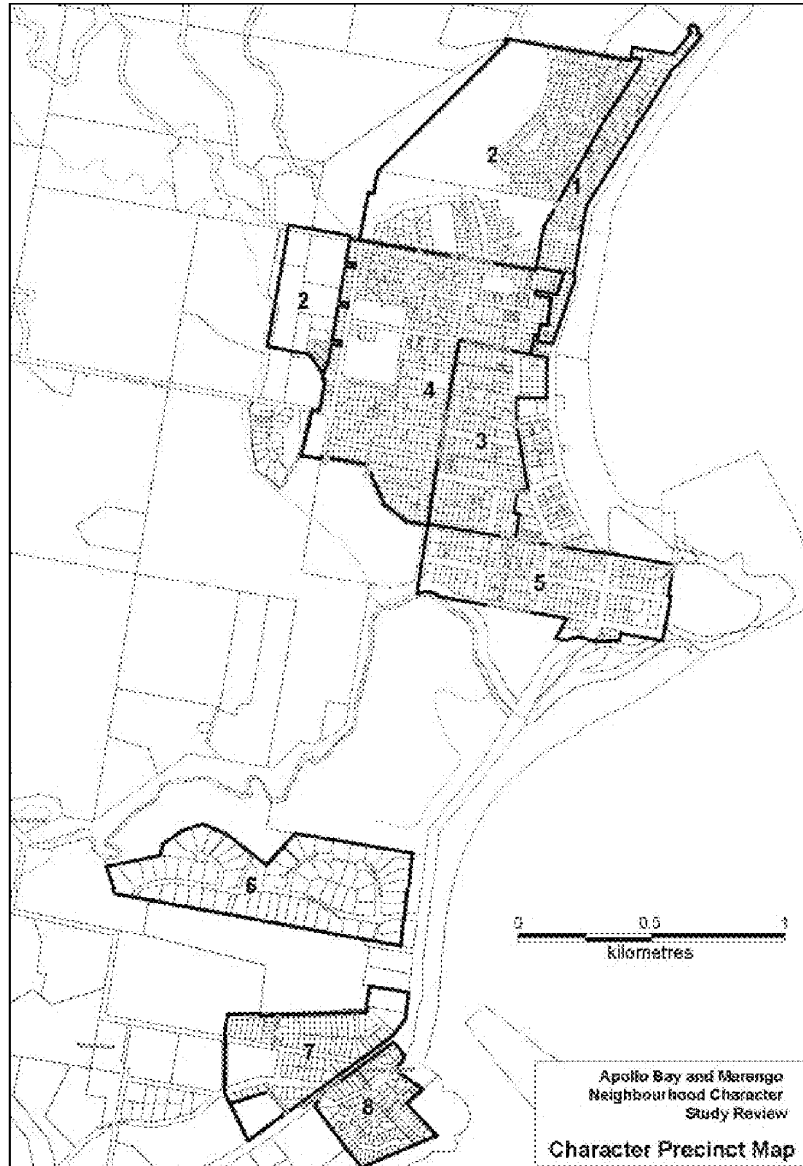 2
1
2
4
3
5
6
0 0.5 1
kilometres
7
8
Apollo Bay and Marengo
Neighbourhood Character
Study Review
Character Precinct Map